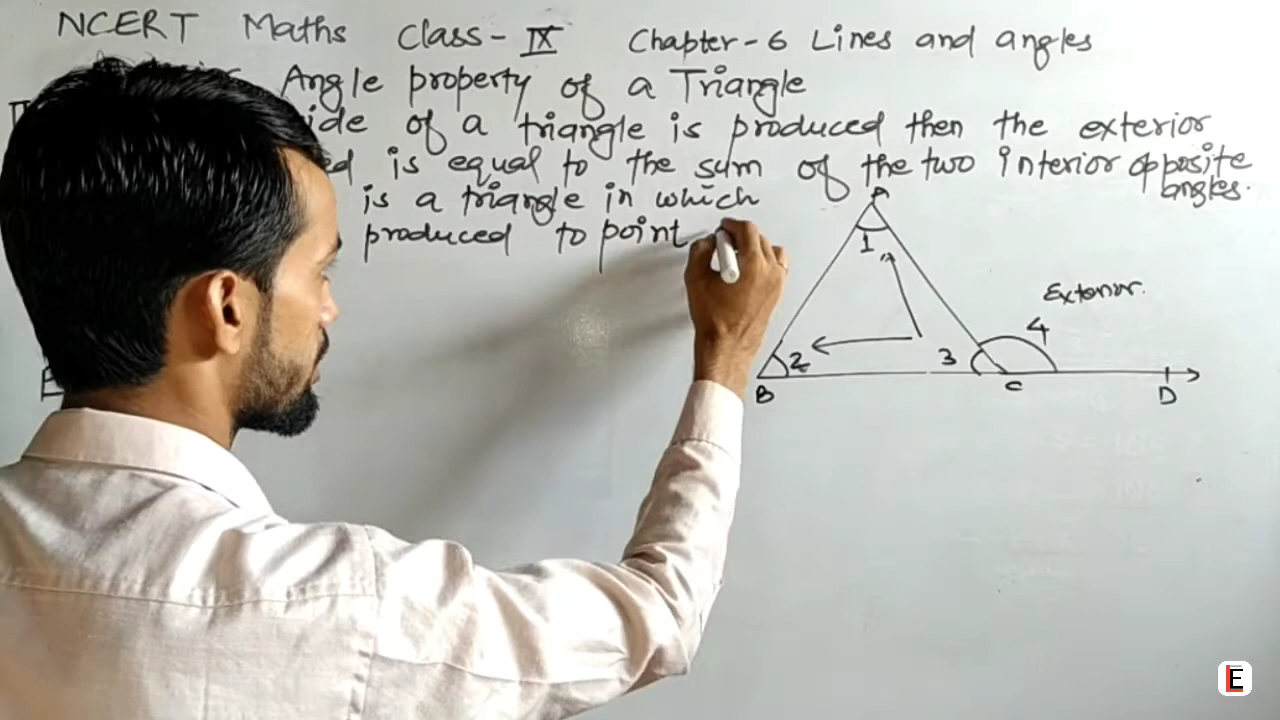 NCERT Maths Class-IX Chapter-6 Lines and angles
Angle property of a Triangle
of a triangle is produced then the exterior
is equal to the sum of the two interior opposite
angles.
is a triangle in which
produced to point
A
1
Exterior.
4
2
3
B
C
D
E